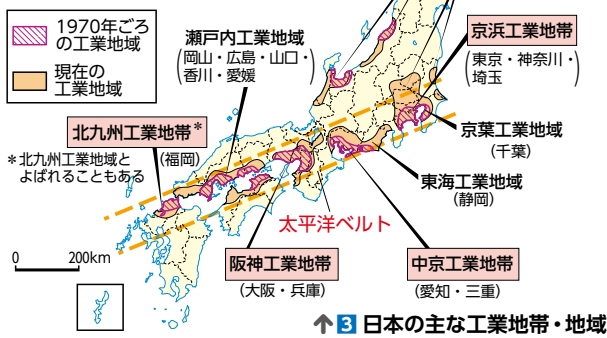 1970年ごろ
の工業地域
現在の
工業地域
瀬戸内工業地域
(岡山・広島・山口・
香川・愛媛)
京浜工業地帯
(東京・神奈川・
埼玉)
北九州工業地帯*
(福岡)
*北九州工業地域と
よばれることもある
京葉工業地域
(千葉)
東海工業地域
(静岡)
太平洋ベルト
0 200km
阪神工業地帯
(大阪・兵庫)
中京工業地帯
(愛知・三重)
↑3 日本の主な工業地帯・地域